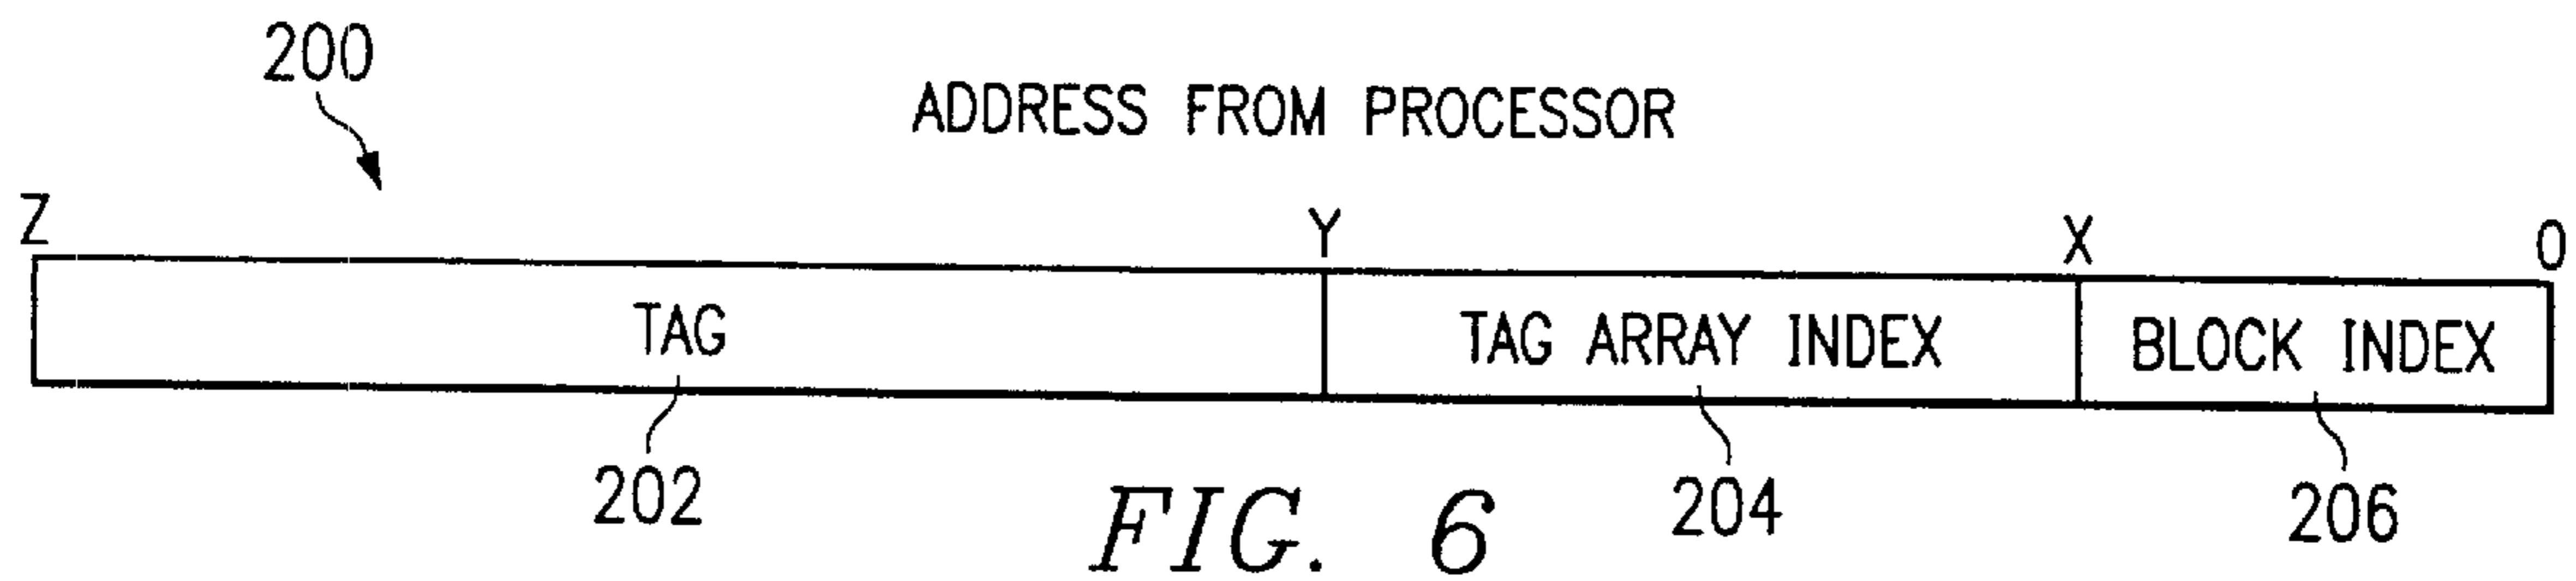 200
ADDRESS FROM PROCESSOR
Z Y X 0
TAG TAG ARRAY INDEX BLOCK INDEX
202 204 206
FIG. 6